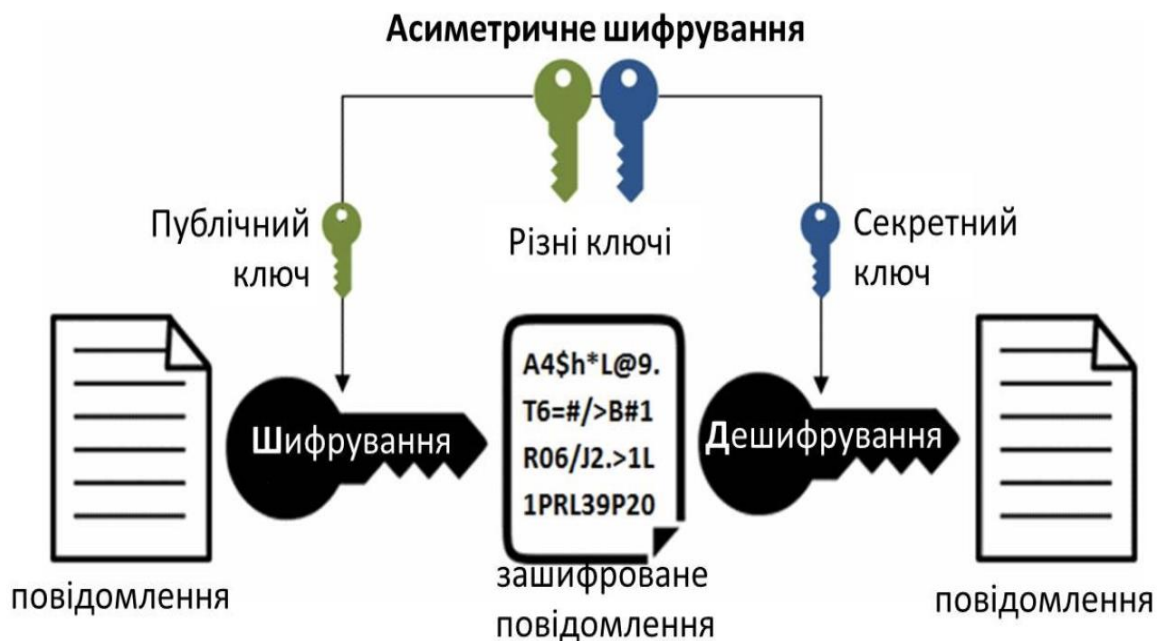 Асиметричне шифрування
Публічний
ключ
Різні ключі
Секретний
ключ
Шифрування
A4$h*L@9.
T6=#/>B#1
R06/J2.>1L
1PRL39P20
Дешифрування
повідомлення
зашифроване
повідомлення
повідомлення